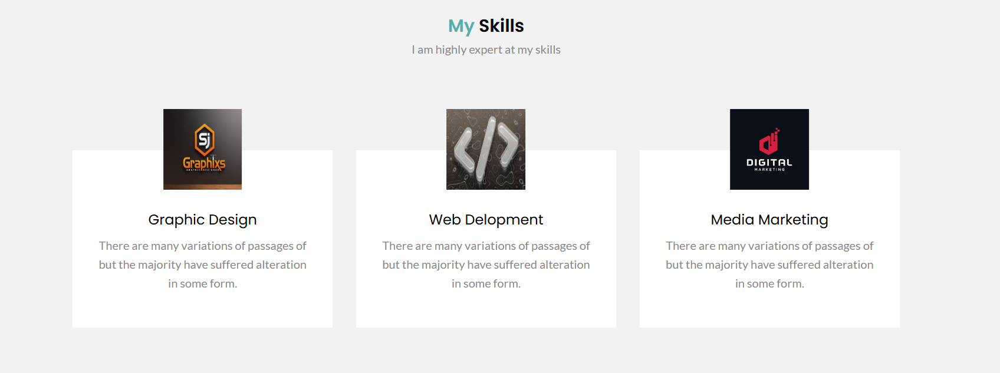 My Skills
I am highly expert at my skills
Sj
Graphixs
GRAPHIC DESIGNER
DIGITAL
MARKETING
Graphic Design
There are many variations of passages of
but the majority have suffered alteration
in some form.
Web Delopment
There are many variations of passages of
but the majority have suffered alteration
in some form.
Media Marketing
There are many variations of passages of
but the majority have suffered alteration
in some form.